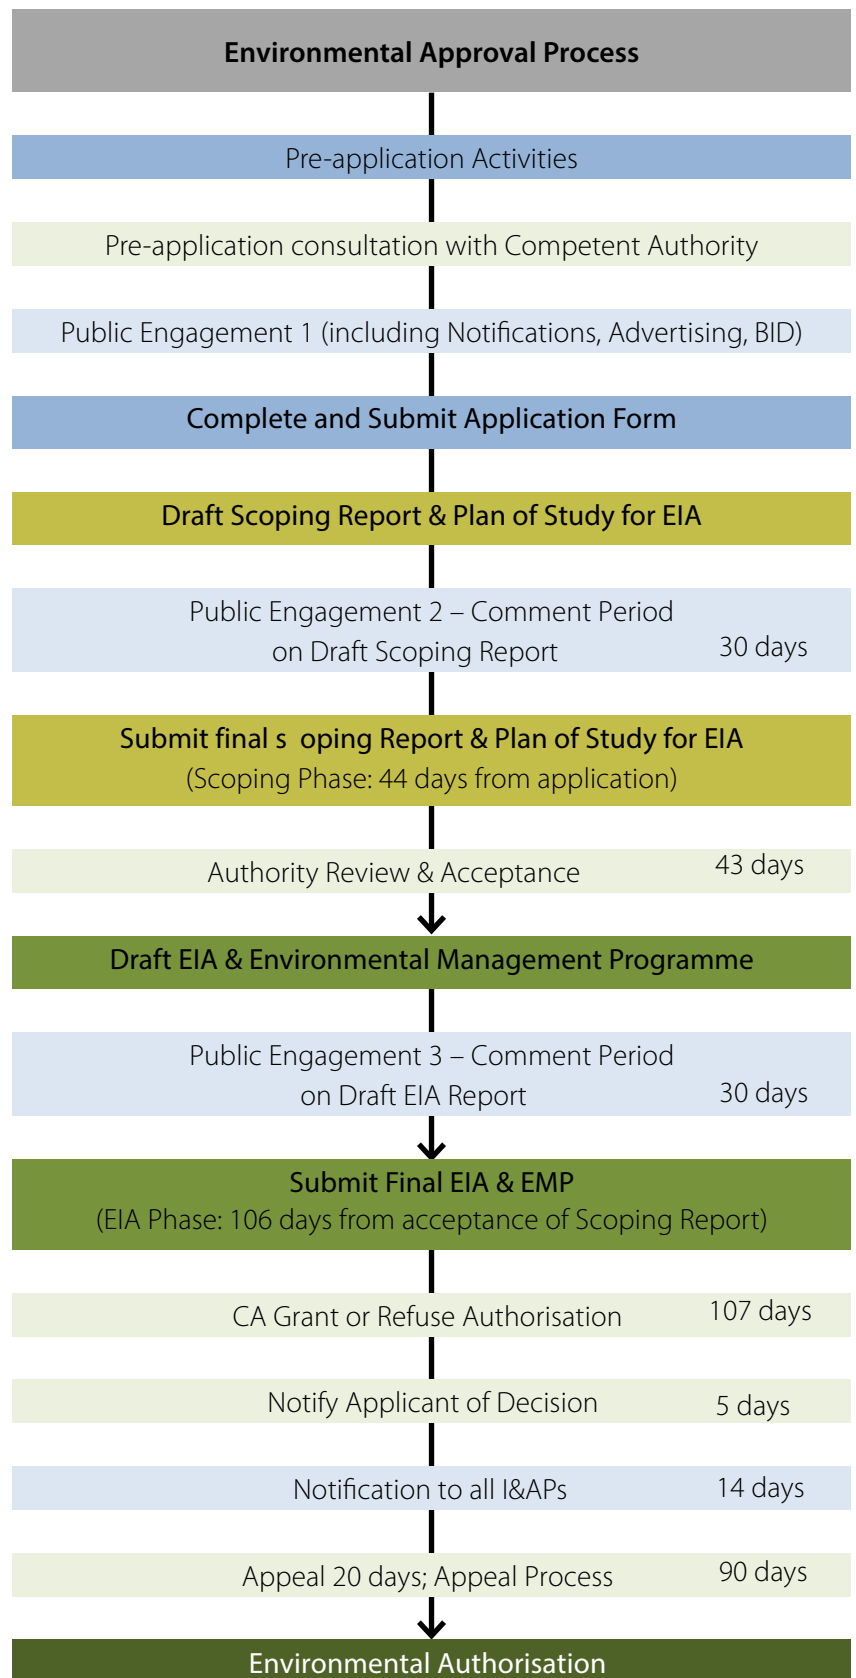 Environmental Approval Process
Pre-application Activities
Pre-application consultation with Competent Authority
Public Engagement 1 (including Notifications, Advertising, BID)
Complete and Submit Application Form
Draft Scoping Report & Plan of Study for EIA
Public Engagement 2 – Comment Period
on Draft Scoping Report 30 days
Submit final s oping Report & Plan of Study for EIA
(Scoping Phase: 44 days from application)
Authority Review & Acceptance 43 days
Draft EIA & Environmental Management Programme
Public Engagement 3 – Comment Period
on Draft EIA Report 30 days
Submit Final EIA & EMP
(EIA Phase: 106 days from acceptance of Scoping Report)
CA Grant or Refuse Authorisation 107 days
Notify Applicant of Decision 5 days
Notification to all I&APs 14 days
Appeal 20 days; Appeal Process 90 days
Environmental Authorisation